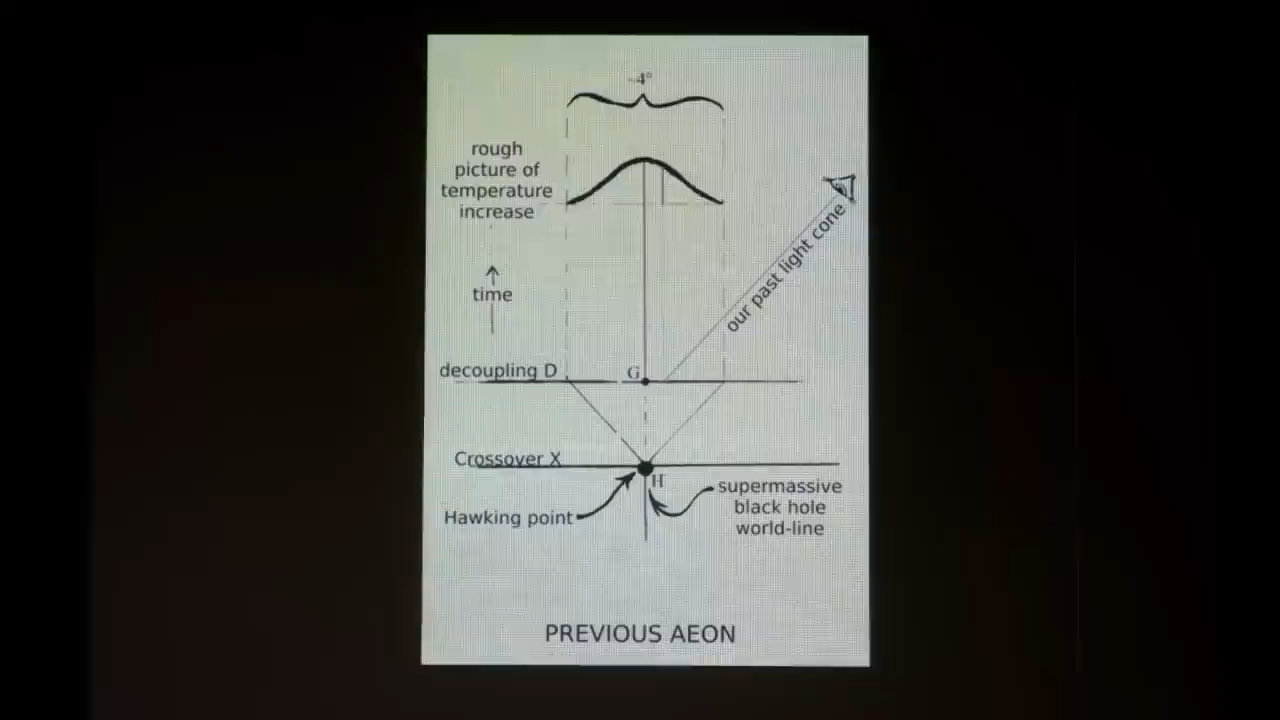 ~4°
rough
picture of
temperature
increase
our past light cone
time
decoupling D
G
Crossover X
H
supermassive
black hole
world-line
Hawking point
PREVIOUS AEON